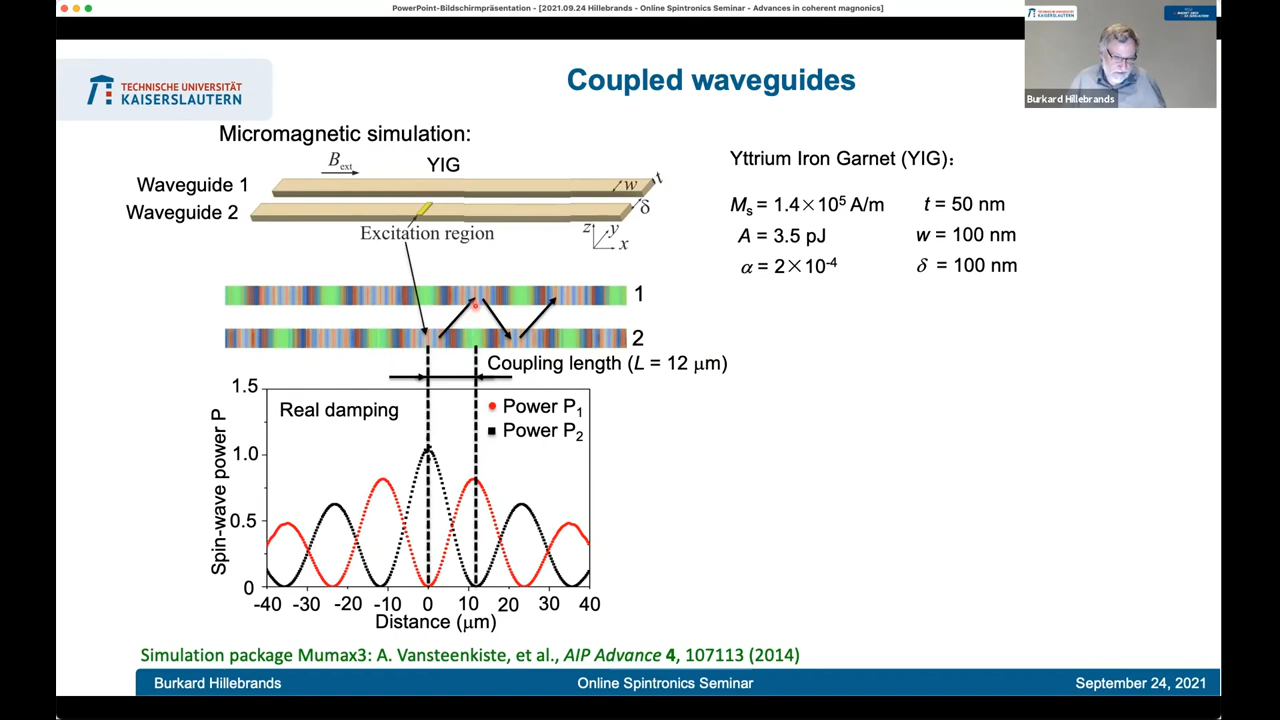 PowerPoint-Bildschirmpräsentation - [2021.09.24 Hillebrands - Online Spintronics Seminar - Advances in coherent magnonics]
TECHNISCHE UNIVERSITÄT
KAISERSLAUTERN
Coupled waveguides
TECHNISCHE UNIVERSITÄT
KAISERSLAUTERN
Burkard Hillebrands
Micromagnetic simulation:
B_ext
YIG
Waveguide 1
w
t
Waveguide 2
δ
Excitation region
z
y
x
Yttrium Iron Garnet (YIG):
M_s = 1.4×10^5 A/m
t = 50 nm
A = 3.5 pJ
w = 100 nm
α = 2×10^-4
δ = 100 nm
1
2
Coupling length (L = 12 μm)
Real damping
Power P_1
Power P_2
Spin-wave power P
1.5
1.0
0.5
0
-40 -30 -20 -10 0 10 20 30 40
Distance (μm)
Simulation package Mumax3: A. Vansteenkiste, et al., AIP Advance 4, 107113 (2014)
Burkard Hillebrands
Online Spintronics Seminar
September 24, 2021